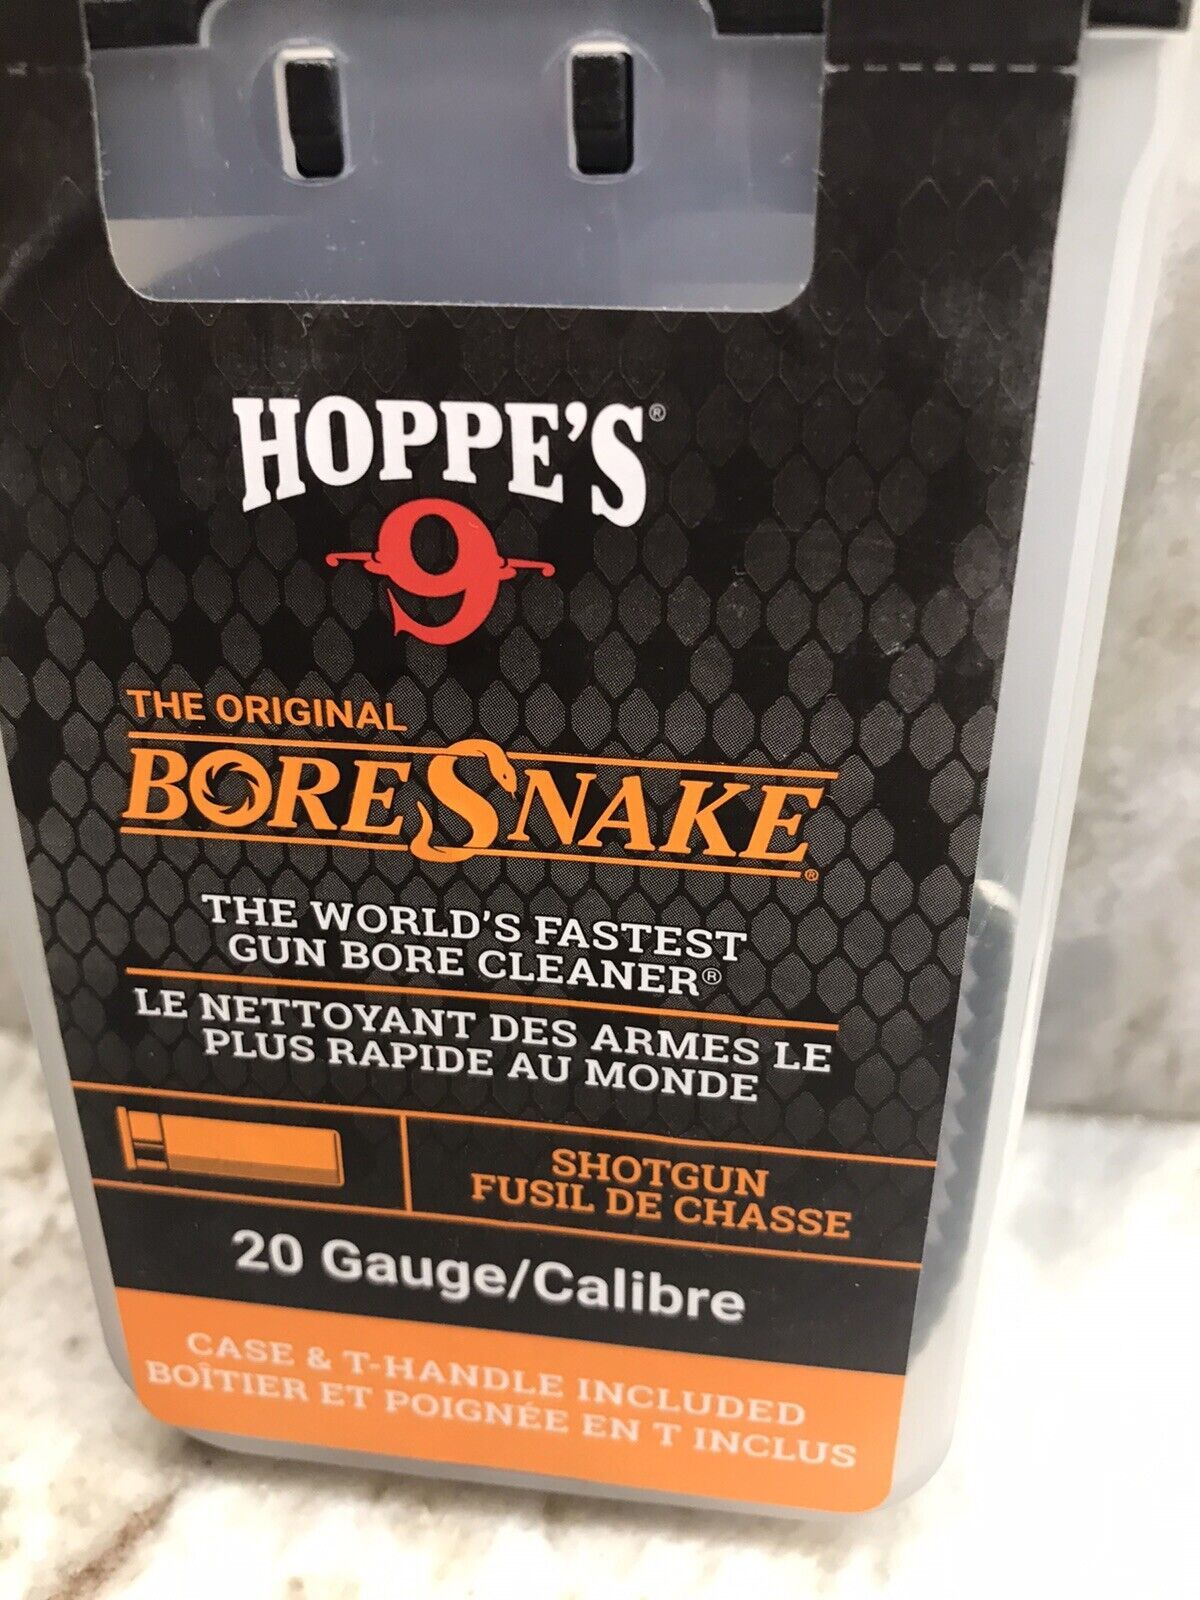 HOPPE'S®
9
THE ORIGINAL
BORESNAKE®
THE WORLD'S FASTEST
GUN BORE CLEANER®
LE NETTOYANT DES ARMES LE
PLUS RAPIDE AU MONDE
SHOTGUN
FUSIL DE CHASSE
20 Gauge/Calibre
CASE & T-HANDLE INCLUDED
BOÎTIER ET POIGNÉE EN T INCLUS